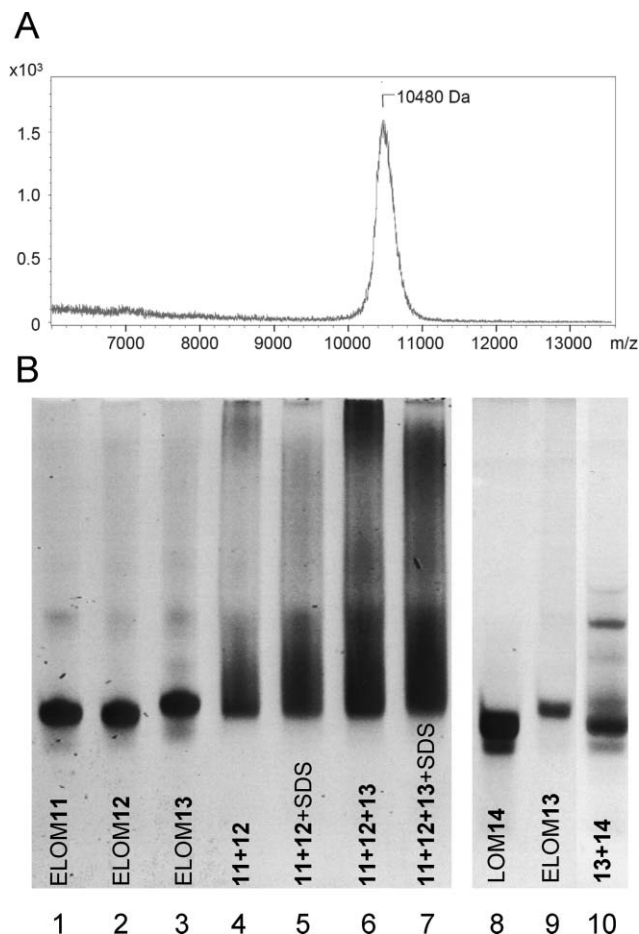 A
x10³
10480 Da
1.5
1.0
0.5
0
7000 8000 9000 10000 11000 12000 13000 m/z
B
ELOM11
ELOM12
ELOM13
11+12
11+12+SDS
11+12+13
11+12+13+SDS
LOM14
ELOM13
13+14
1 2 3 4 5 6 7 8 9 10